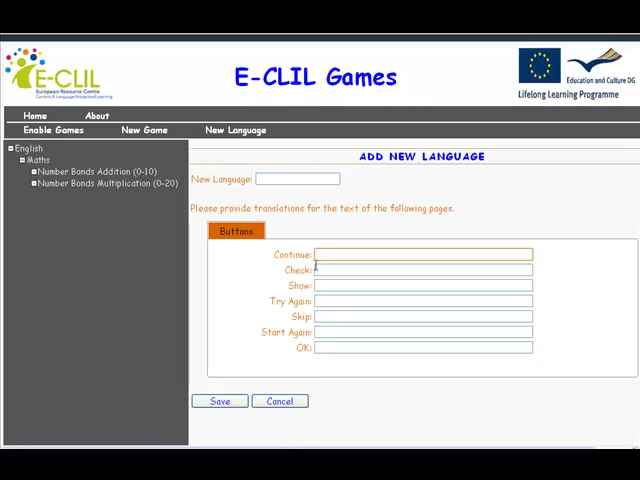 E-CLIL
European Resource Centre
Content & Language Integrated Learning
E-CLIL Games
Education and Culture DG
Lifelong Learning Programme
Home About
Enable Games New Game New Language
English
Maths
Number Bonds Addition (0-10)
Number Bonds Multiplication (0-20)
ADD NEW LANGUAGE
New Language:
Please provide translations for the text of the following pages.
Buttons
Continue:
Check:
Show:
Try Again:
Skip:
Start Again:
OK:
Save Cancel